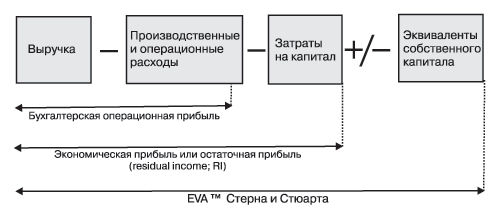 Выручка
Производственные
и операционные
расходы
Затраты
на капитал
Эквиваленты
собственного
капитала
Бухгалтерская операционная прибыль
Экономическая прибыль или остаточная прибыль
(residual income; RI)
EVA™ Стерна и Стюарта